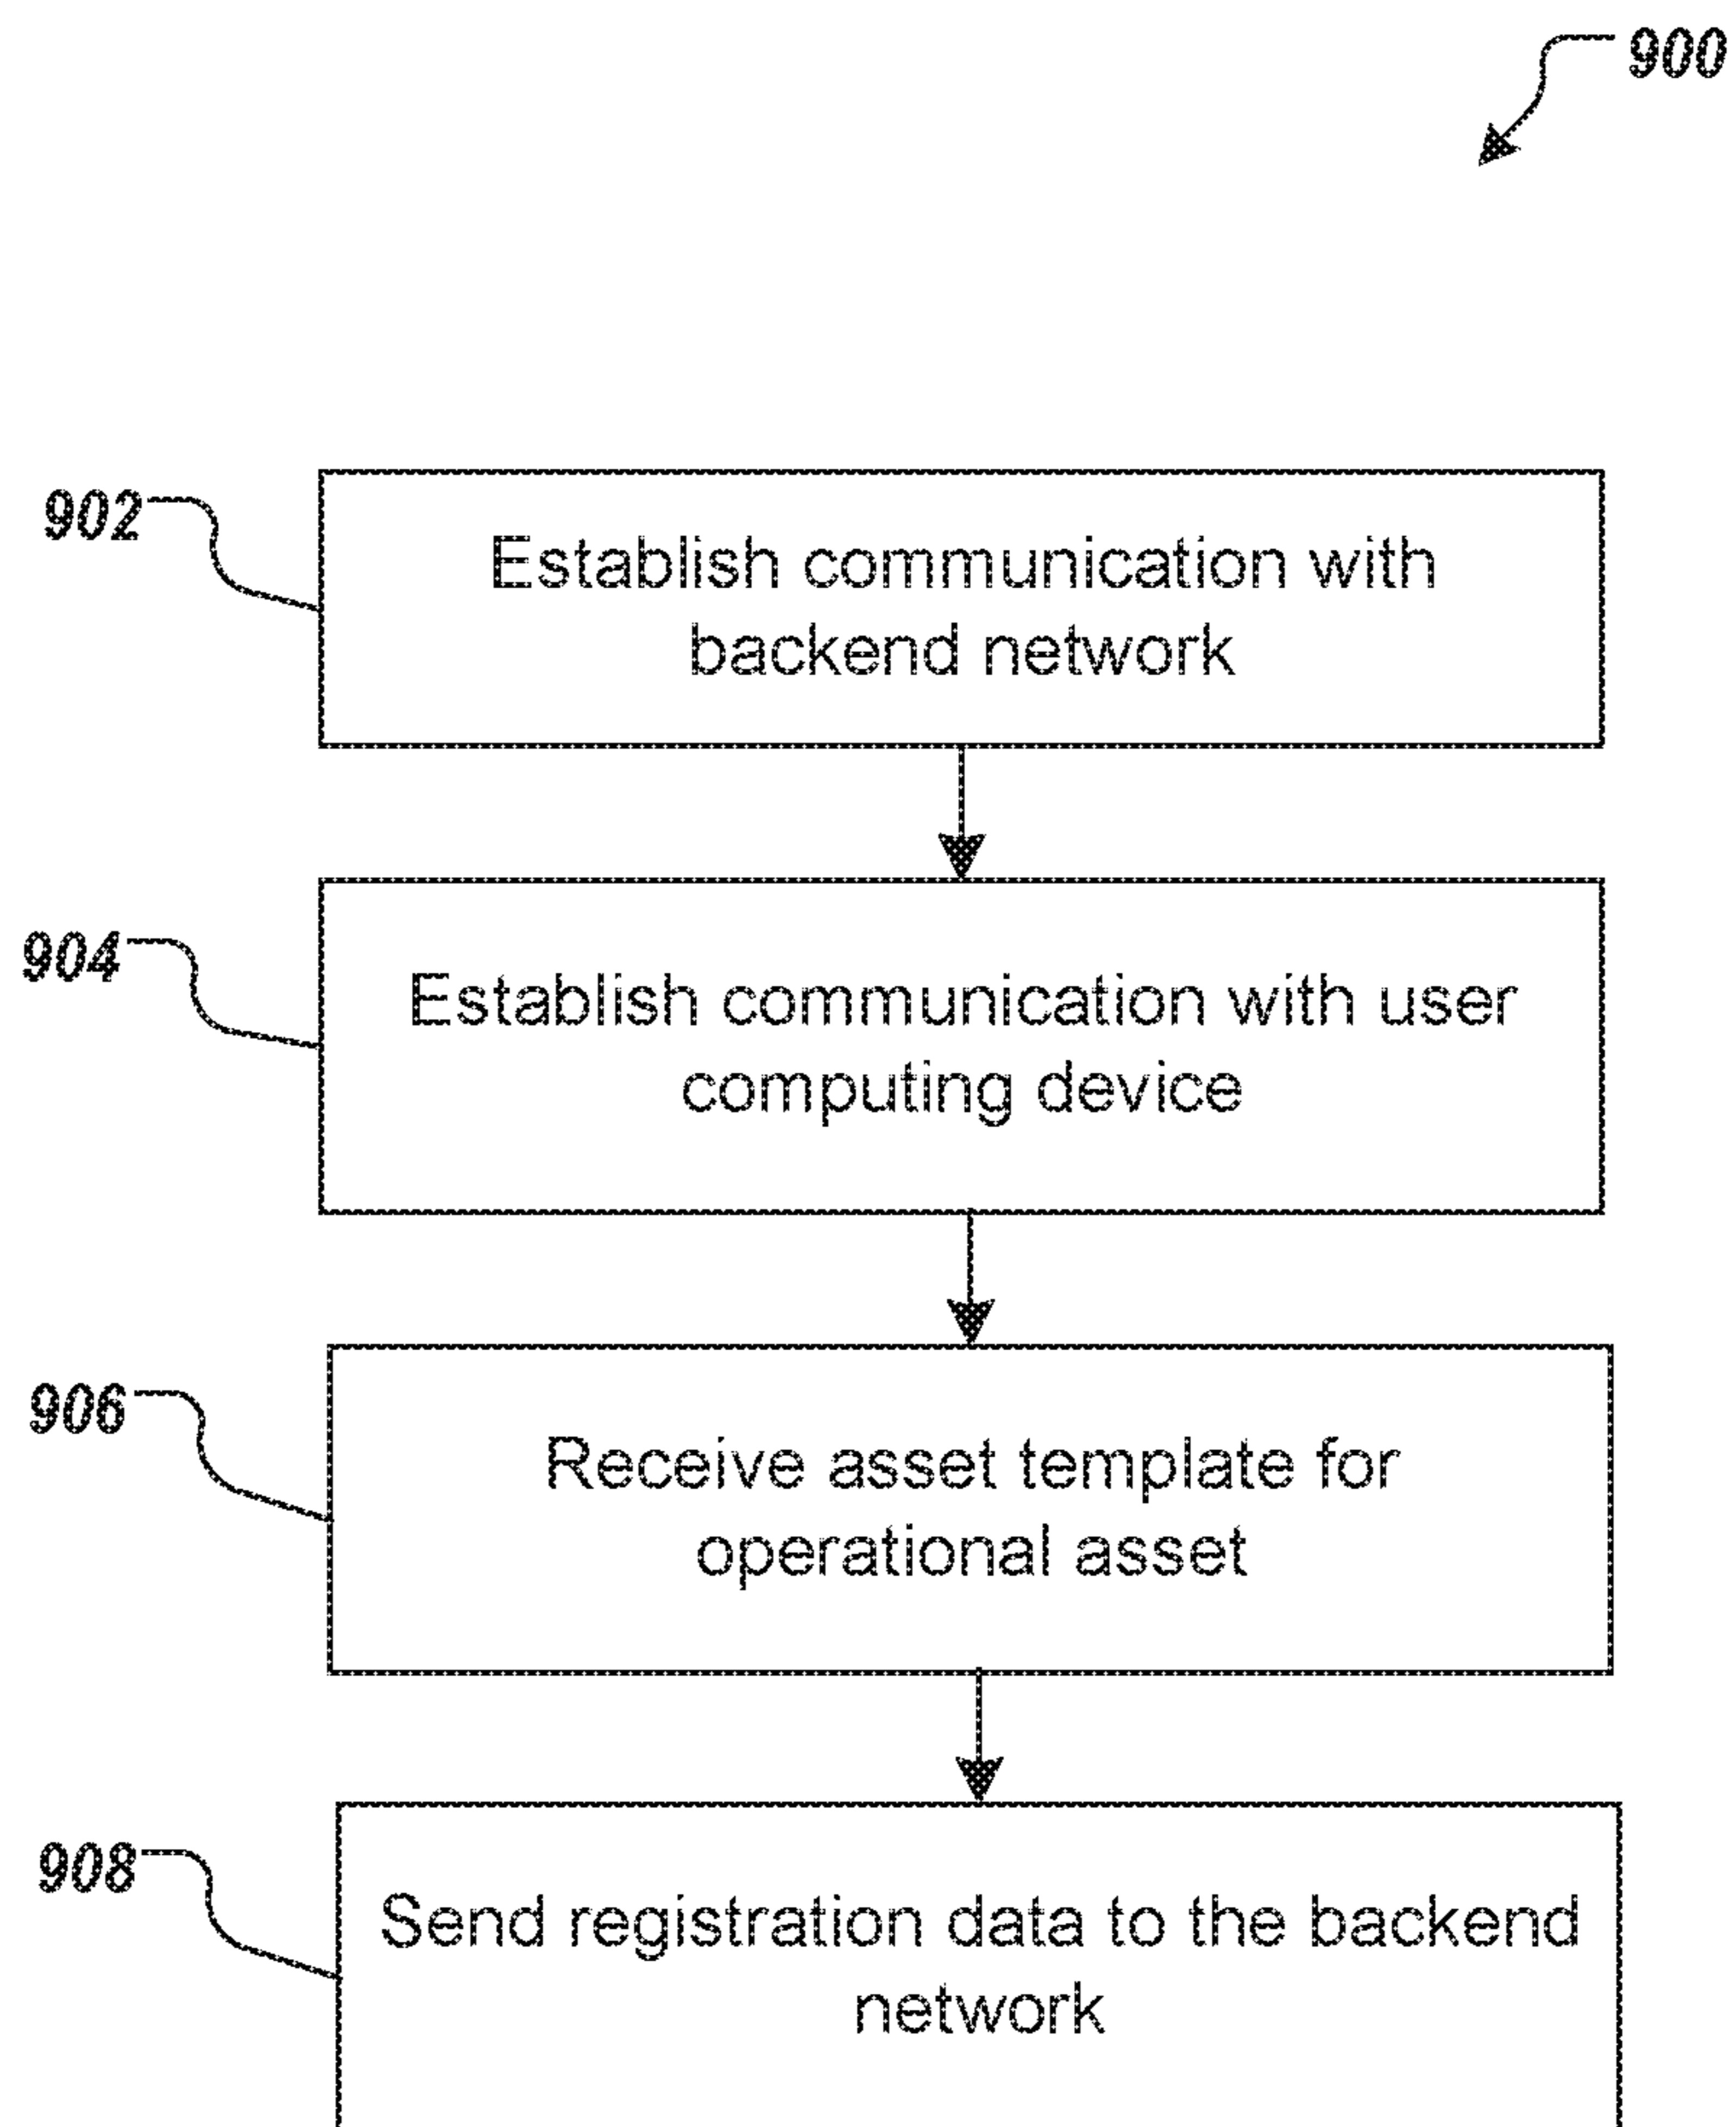 900
902
Establish communication with
backend network
904
Establish communication with user
computing device
906
Receive asset template for
operational asset
908
Send registration data to the backend
network